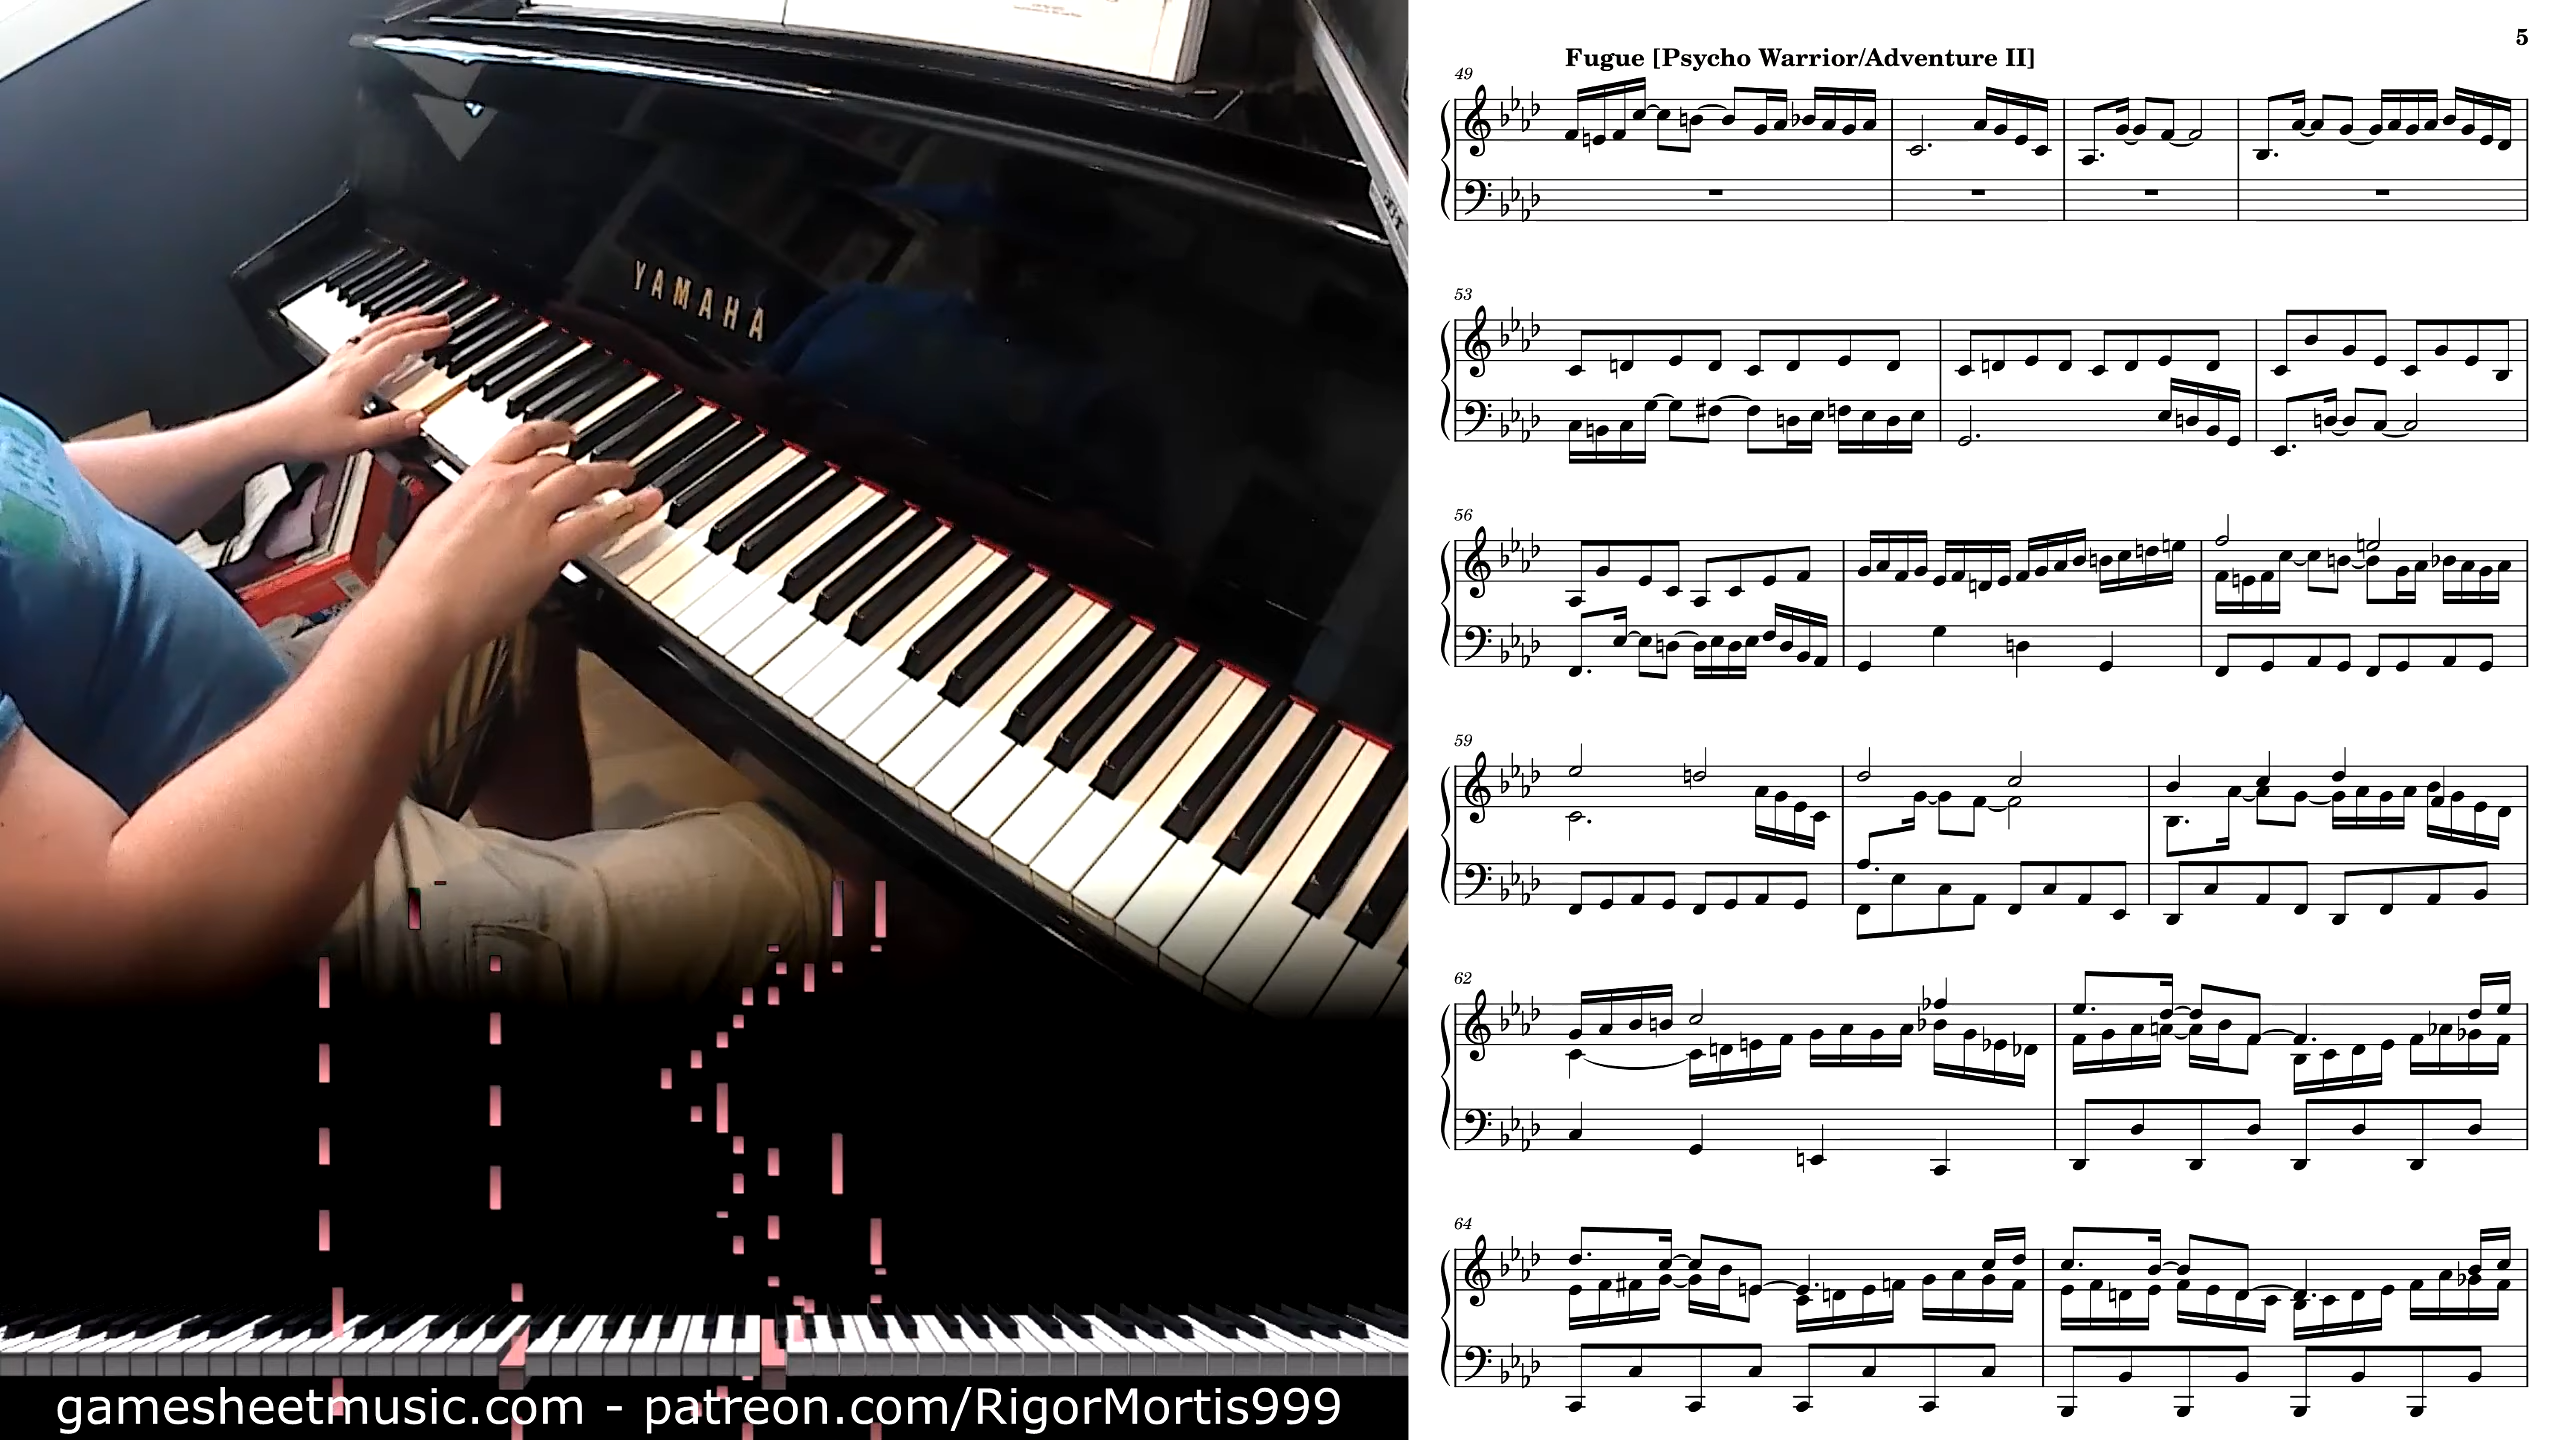 YAMAHA
gamesheetmusic.com - patreon.com/RigorMortis999
5
Fugue [Psycho Warrior/Adventure II]
49
53
56
59
62
64